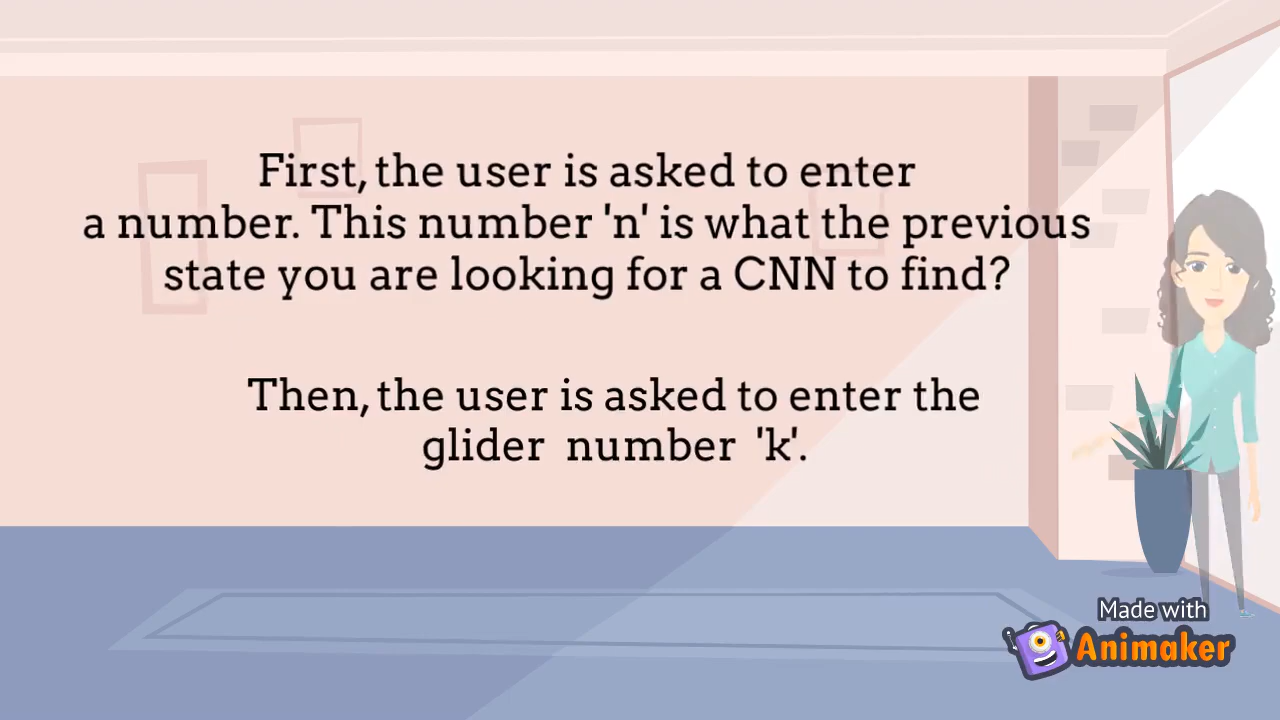 First, the user is asked to enter
a number. This number 'n' is what the previous
state you are looking for a CNN to find?
Then, the user is asked to enter the
glider number 'k'.
Made with
Animaker